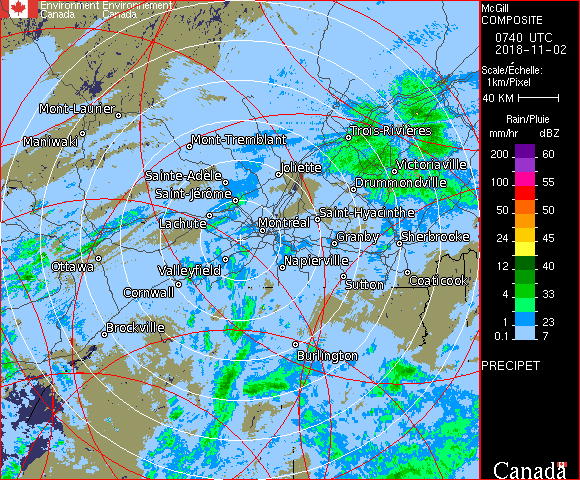 Environment Environnement
Canada Canada
McGill
COMPOSITE
0740 UTC
2018-11-02
Scale/Échelle:
1km/Pixel
40 KM
Rain/Pluie
mm/hr dBZ
200 60
100 55
50 50
24 45
12 40
4 33
1 23
0.1 7
PRECIPET
Canada
Mont-Laurier
Maniwaki
Mont-Tremblant
Trois-Rivières
Joliette
Victoriaville
Sainte-Adèle
Drummondville
Saint-Jérôme
Saint-Hyacinthe
Lachute
Montréal
Granby
Sherbrooke
Ottawa
Valleyfield
Napierville
Coaticook
Cornwall
Sutton
Brockville
Burlington